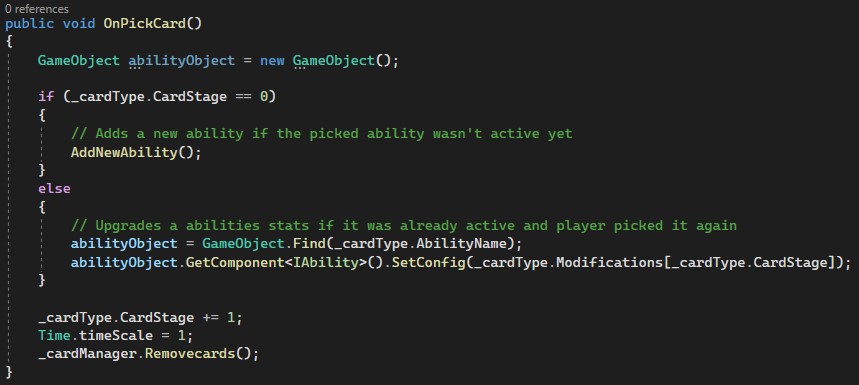 0 references
public void OnPickCard()
{
GameObject abilityObject = new GameObject();
if (_cardType.CardStage == 0)
{
// Adds a new ability if the picked ability wasn't active yet
AddNewAbility();
}
else
{
// Upgrades a abilities stats if it was already active and player picked it again
abilityObject = GameObject.Find(_cardType.AbilityName);
abilityObject.GetComponent<IAbility>().SetConfig(_cardType.Modifications[_cardType.CardStage]);
}
_cardType.CardStage += 1;
Time.timeScale = 1;
_cardManager.Removecards();
}